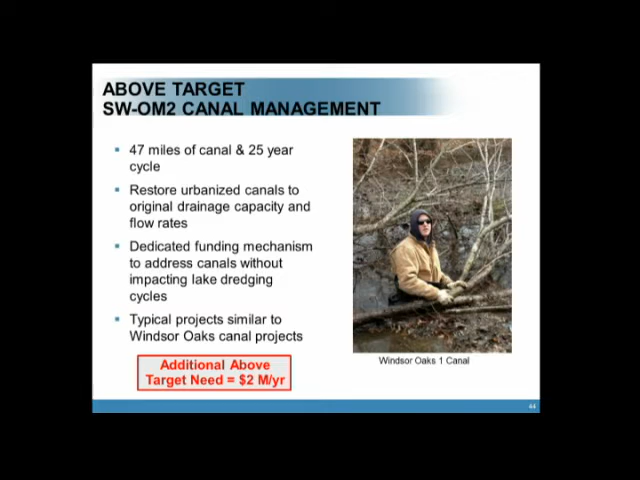 ABOVE TARGET
SW-OM2 CANAL MANAGEMENT
47 miles of canal & 25 year
cycle
Restore urbanized canals to
original drainage capacity and
flow rates
Dedicated funding mechanism
to address canals without
impacting lake dredging
cycles
Typical projects similar to
Windsor Oaks canal projects
Additional Above
Target Need = $2 M/yr
Windsor Oaks 1 Canal
44